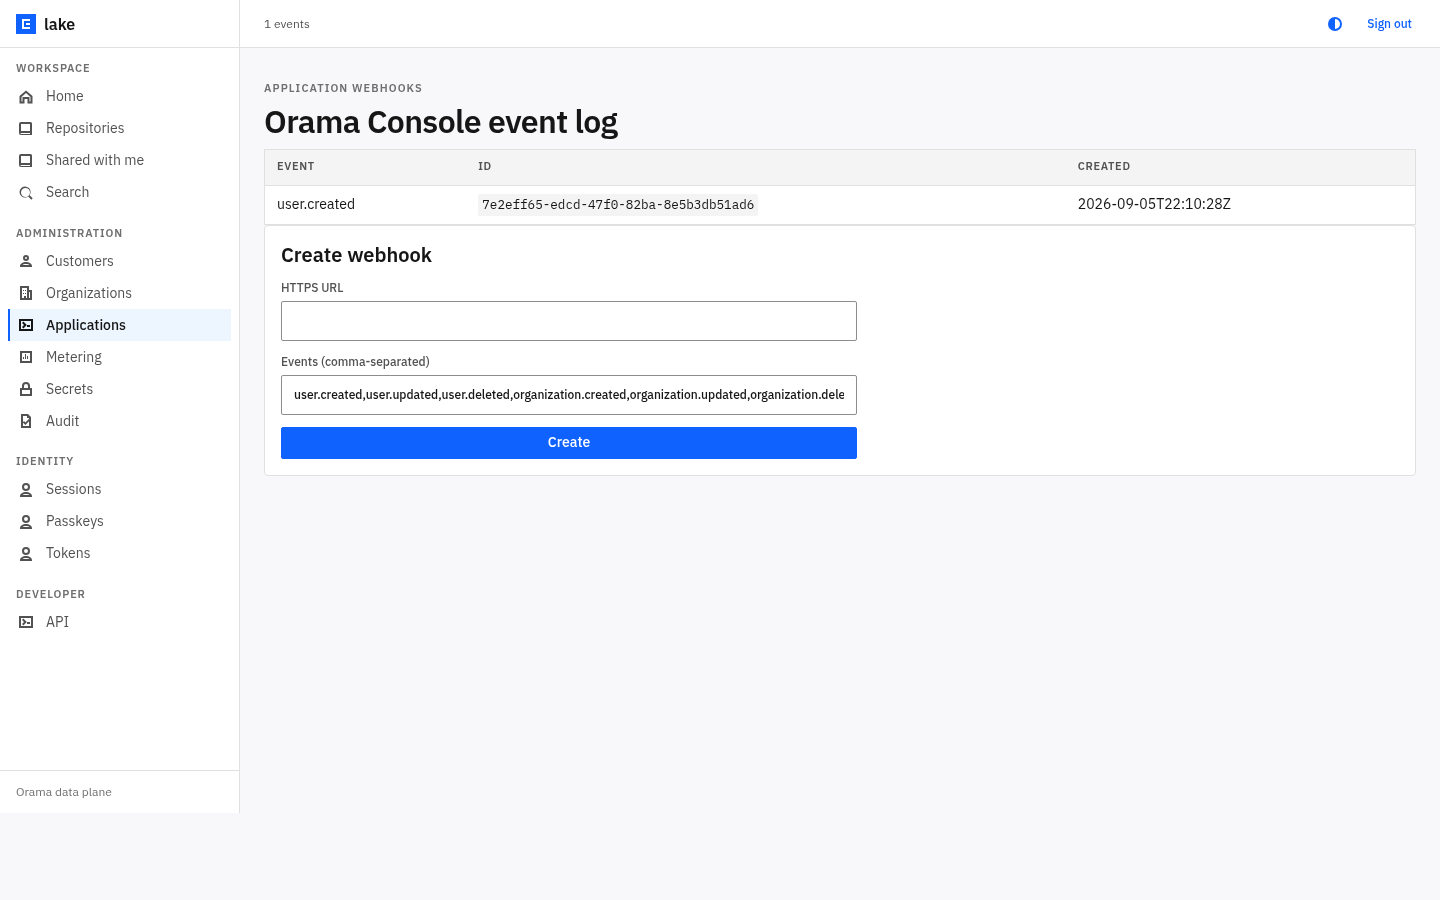 lake
1 events
Sign out
WORKSPACE
Home
Repositories
Shared with me
Search
ADMINISTRATION
Customers
Organizations
Applications
Metering
Secrets
Audit
IDENTITY
Sessions
Passkeys
Tokens
DEVELOPER
API
Orama data plane
APPLICATION WEBHOOKS
Orama Console event log
EVENT ID CREATED
user.created 7e2eff65-edcd-47f0-82ba-8e5b3db51ad6 2026-09-05T22:10:28Z
Create webhook
HTTPS URL
Events (comma-separated)
user.created,user.updated,user.deleted,organization.created,organization.updated,organization.dele
Create